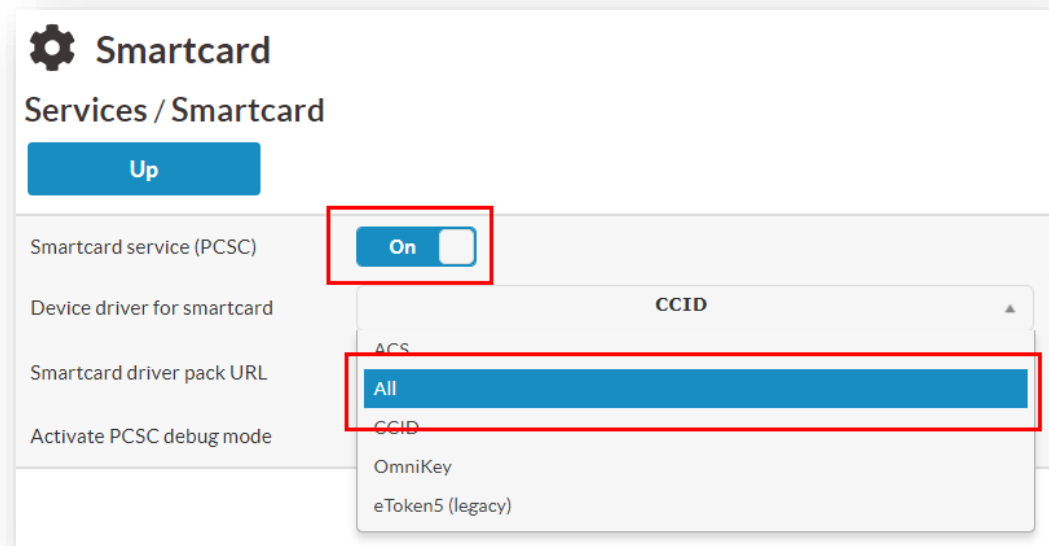 Smartcard
Services / Smartcard
Up
Smartcard service (PCSC)
On
Device driver for smartcard
CCID
ACS
Smartcard driver pack URL
All
Activate PCSC debug mode
CCID
OmniKey
eToken5 (legacy)